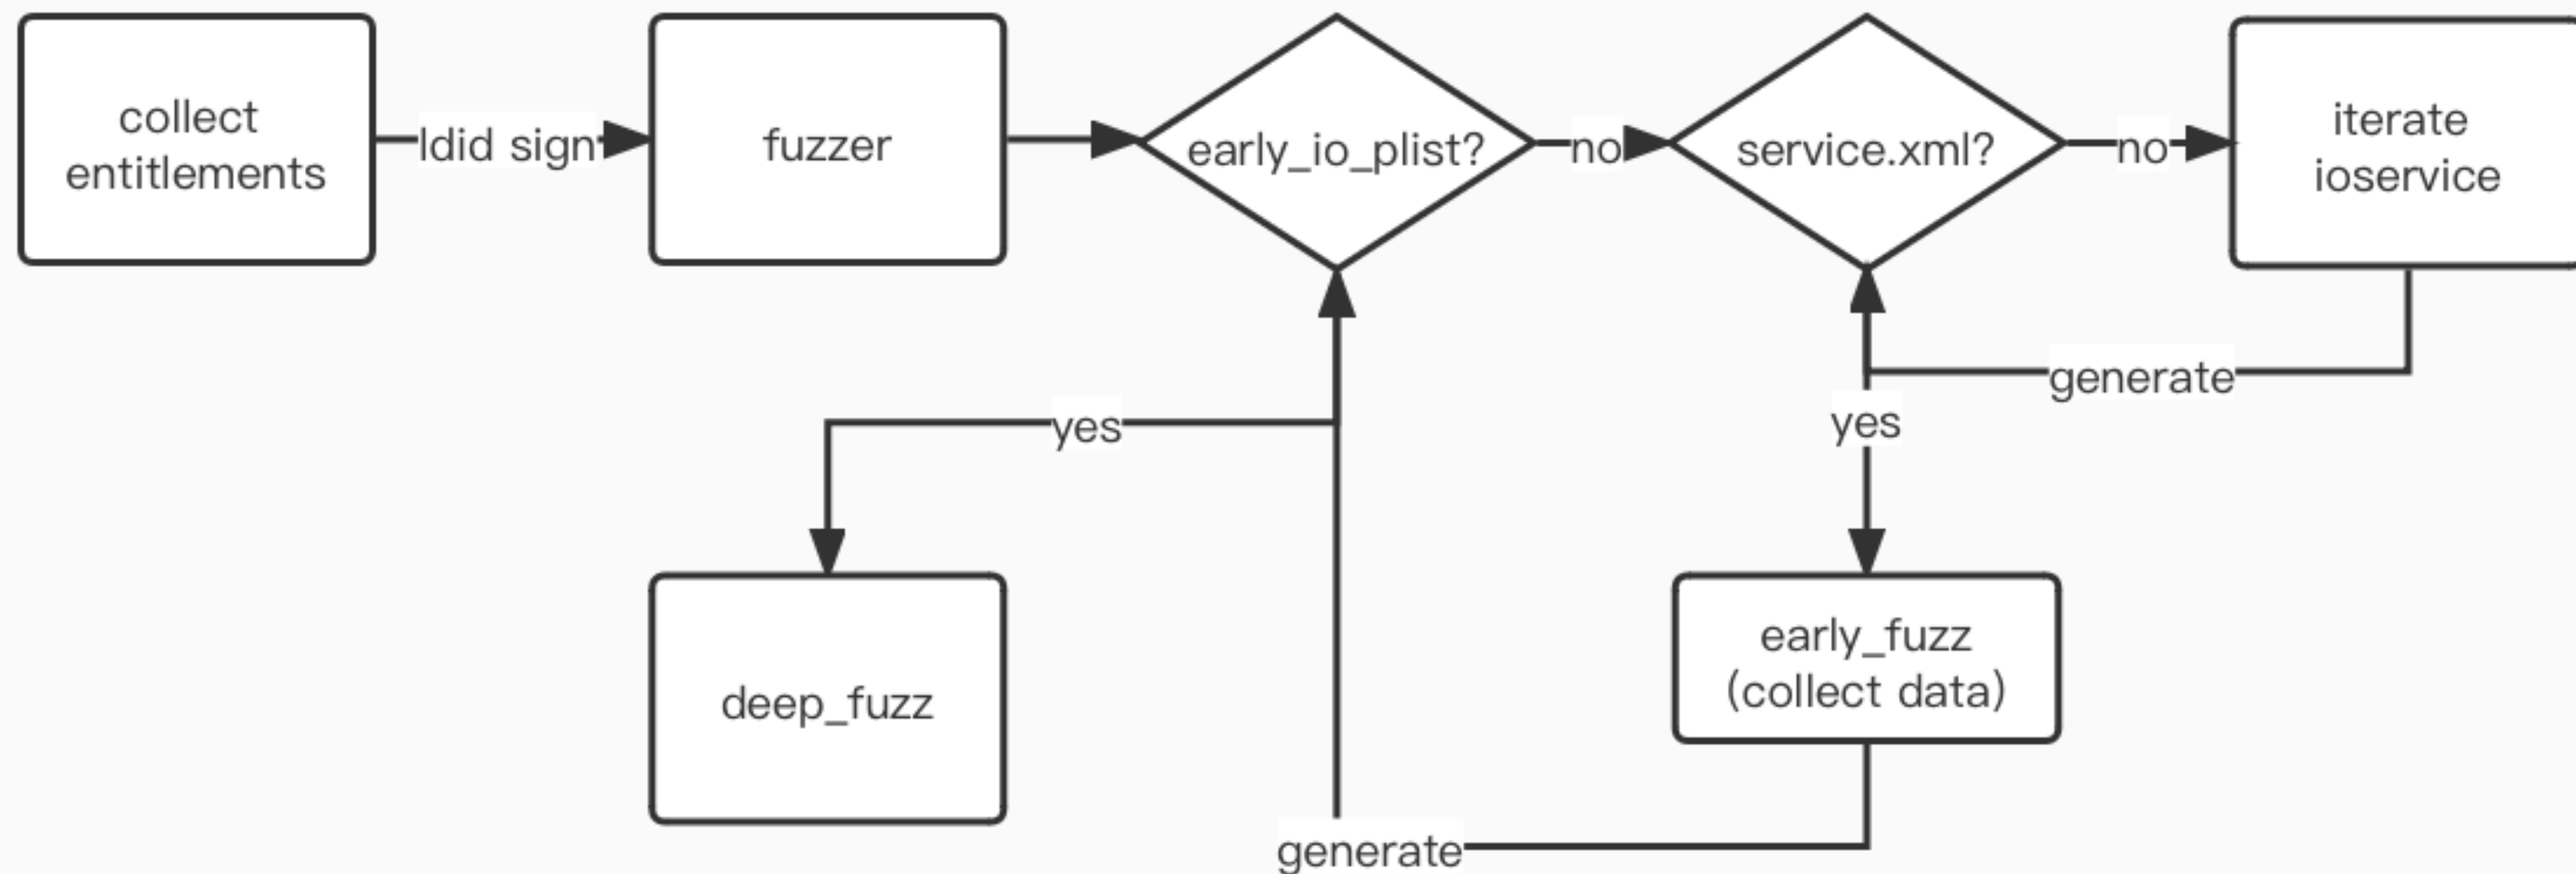 collect
entitlements
ldid sign
fuzzer
early_io_plist?
no
service.xml?
no
iterate
ioservice
generate
yes
yes
early_fuzz
(collect data)
deep_fuzz
generate